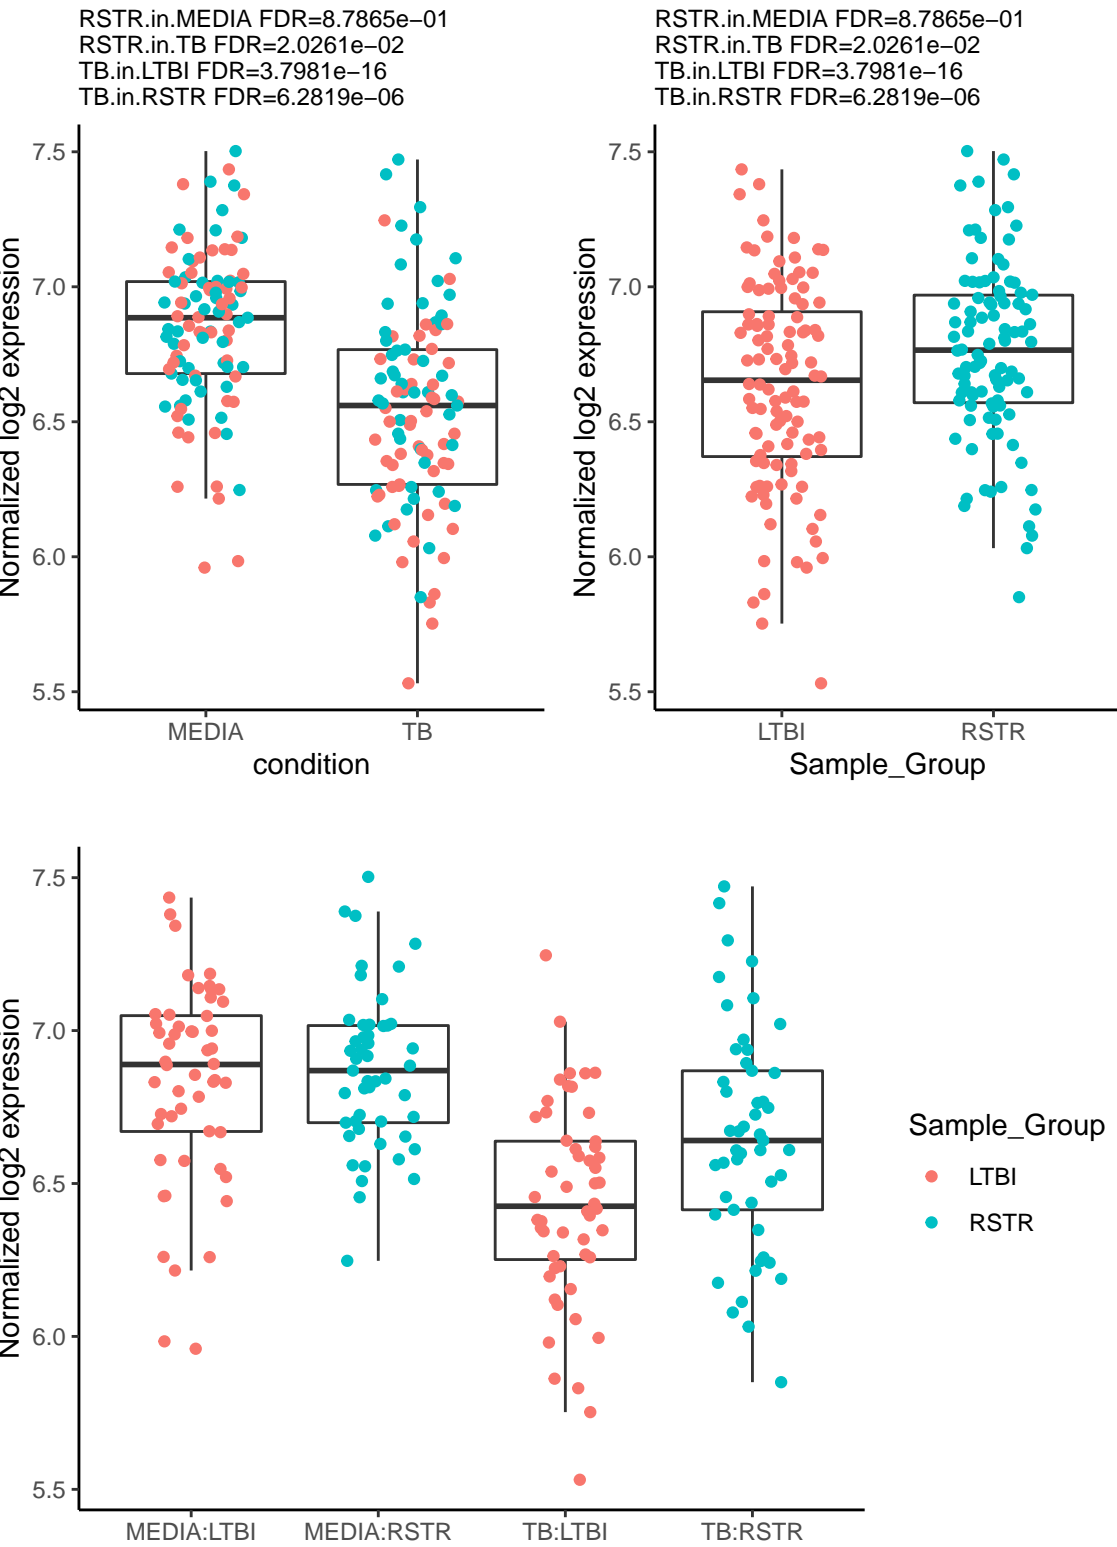 RSTR.in.MEDIA FDR=8.7865e−01
RSTR.in.TB FDR=2.0261e−02
TB.in.LTBI FDR=3.7981e−16
TB.in.RSTR FDR=6.2819e−06
7.5
7.0
6.5
6.0
5.5
Normalized log2 expression
MEDIA
TB
condition
RSTR.in.MEDIA FDR=8.7865e−01
RSTR.in.TB FDR=2.0261e−02
TB.in.LTBI FDR=3.7981e−16
TB.in.RSTR FDR=6.2819e−06
7.5
7.0
6.5
6.0
5.5
Normalized log2 expression
LTBI
RSTR
Sample_Group
7.5
7.0
6.5
6.0
5.5
Normalized log2 expression
MEDIA:LTBI
MEDIA:RSTR
TB:LTBI
TB:RSTR
Sample_Group
LTBI
RSTR